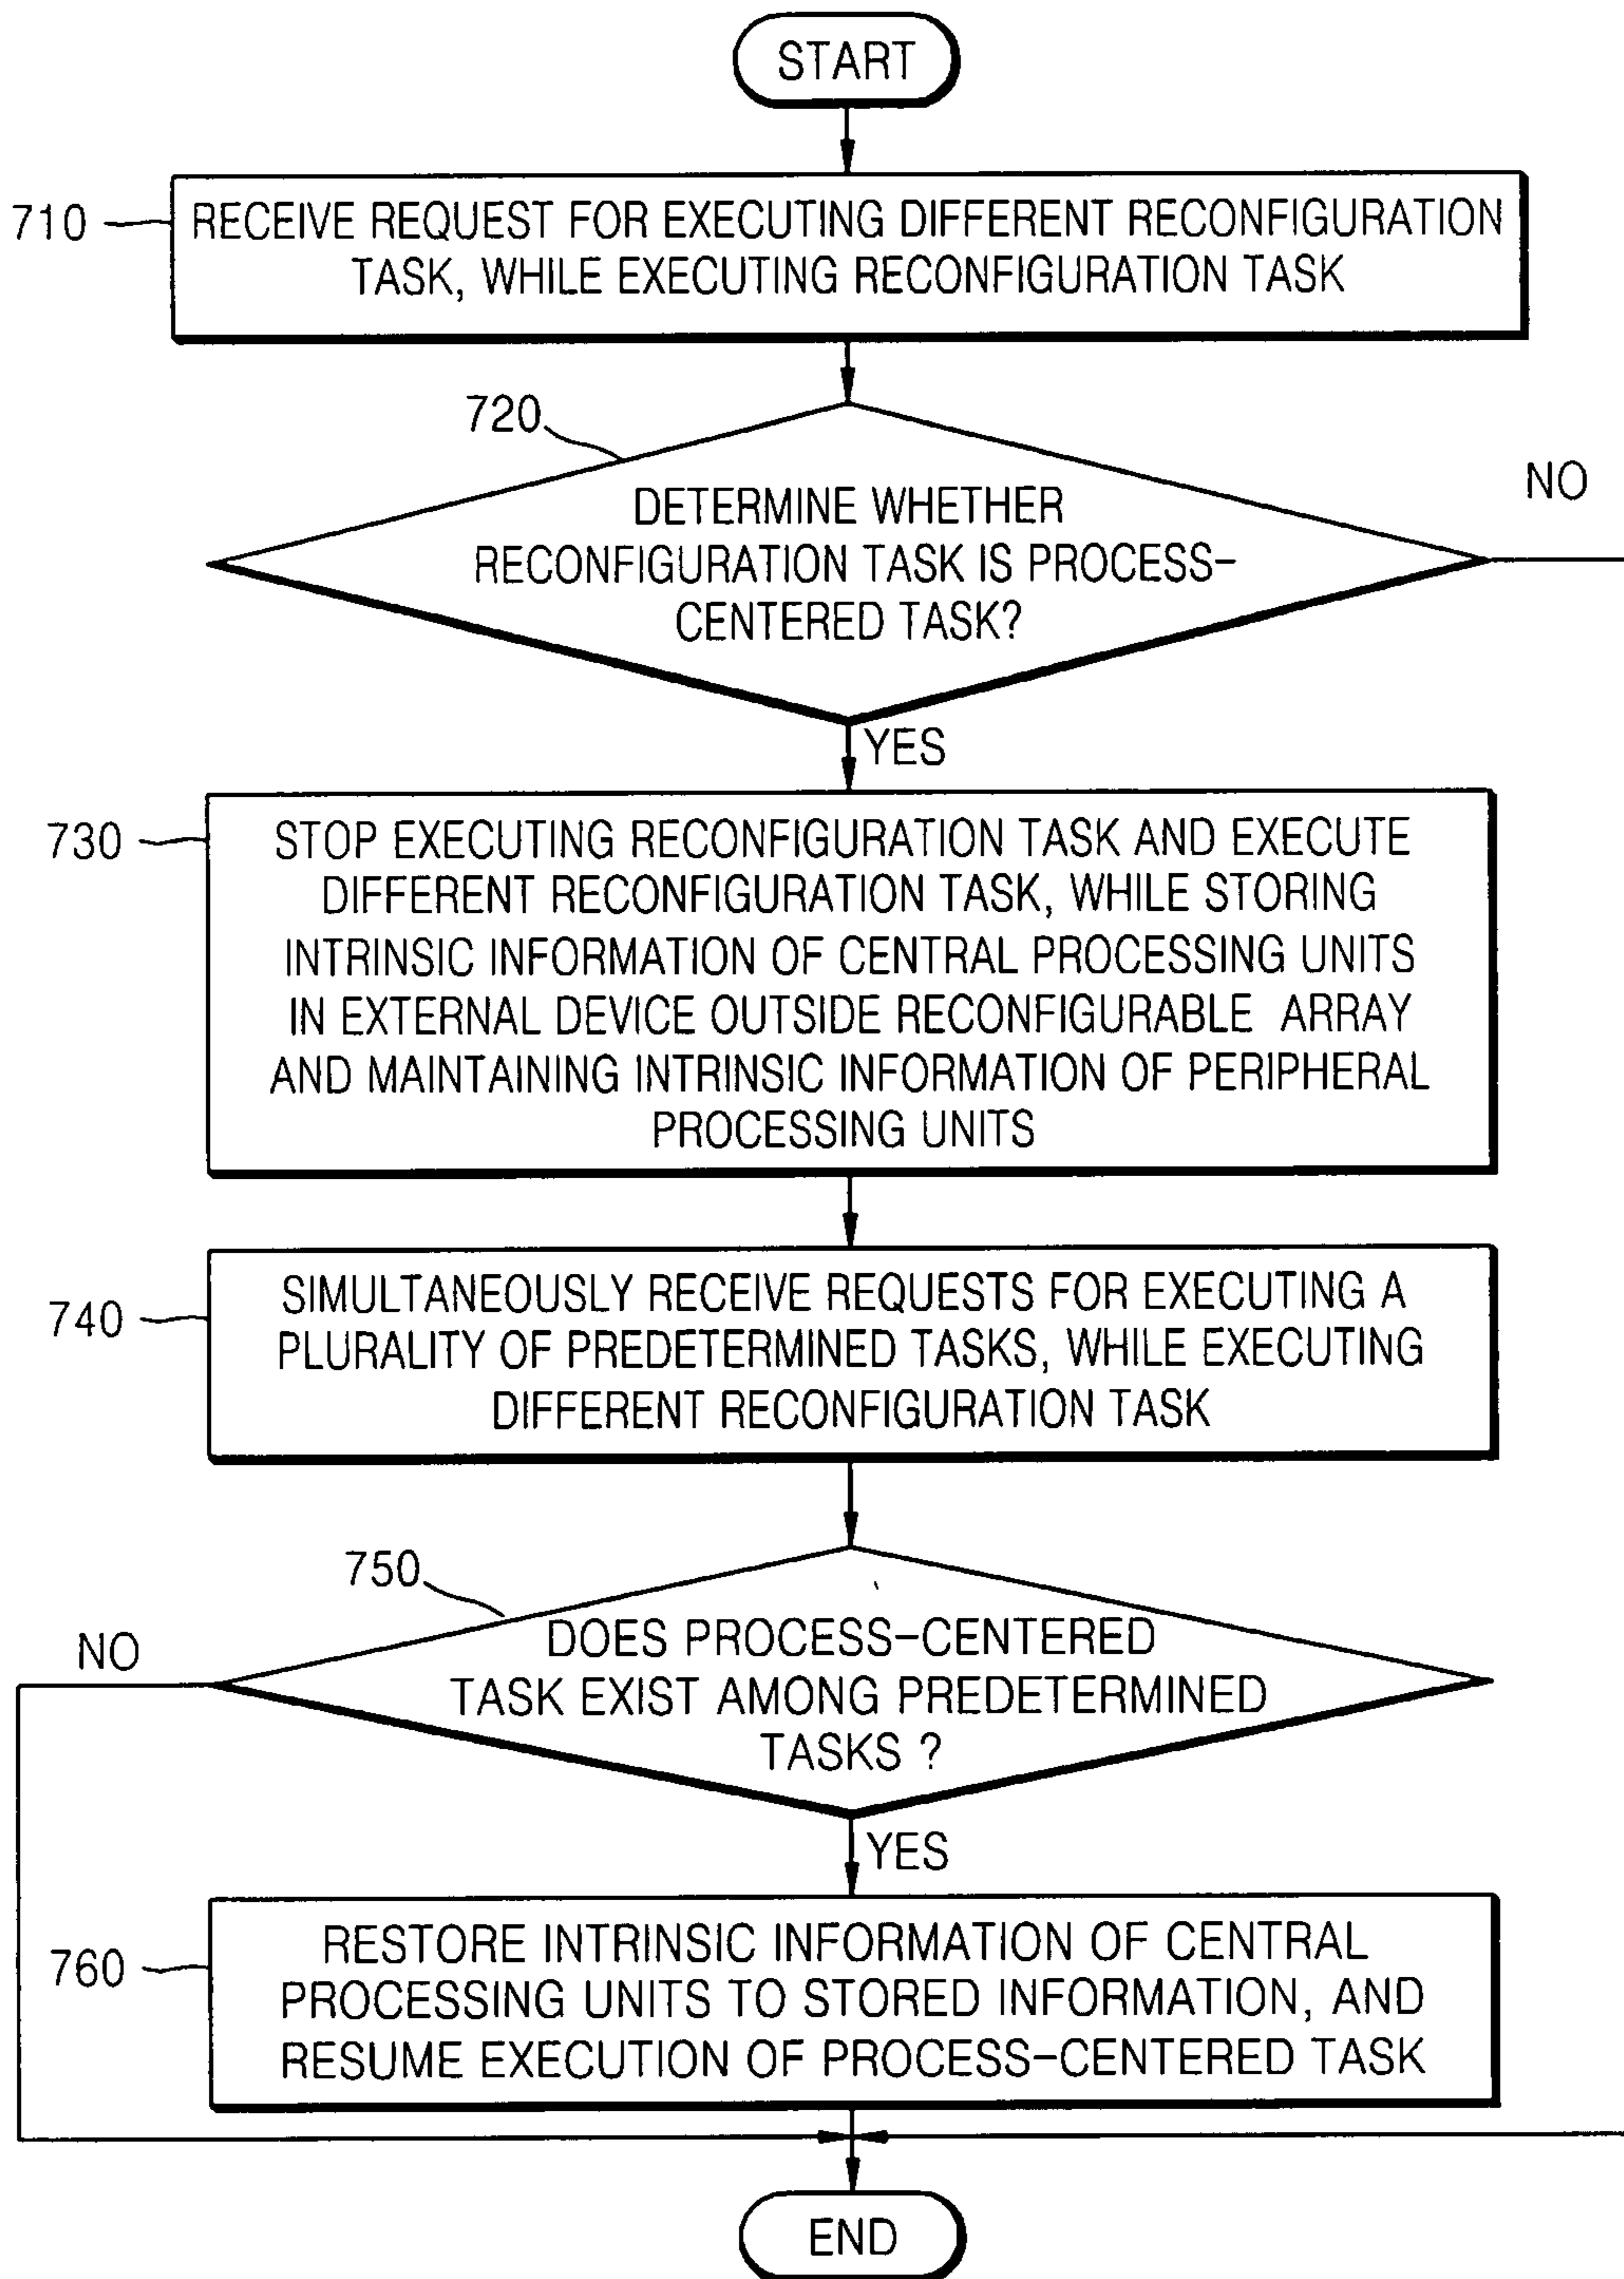 START
710
RECEIVE REQUEST FOR EXECUTING DIFFERENT RECONFIGURATION
TASK, WHILE EXECUTING RECONFIGURATION TASK
720
NO
DETERMINE WHETHER
RECONFIGURATION TASK IS PROCESS-
CENTERED TASK?
YES
730
STOP EXECUTING RECONFIGURATION TASK AND EXECUTE
DIFFERENT RECONFIGURATION TASK, WHILE STORING
INTRINSIC INFORMATION OF CENTRAL PROCESSING UNITS
IN EXTERNAL DEVICE OUTSIDE RECONFIGURABLE ARRAY
AND MAINTAINING INTRINSIC INFORMATION OF PERIPHERAL
PROCESSING UNITS
740
SIMULTANEOUSLY RECEIVE REQUESTS FOR EXECUTING A
PLURALITY OF PREDETERMINED TASKS, WHILE EXECUTING
DIFFERENT RECONFIGURATION TASK
750
NO
DOES PROCESS-CENTERED
TASK EXIST AMONG PREDETERMINED
TASKS ?
YES
760
RESTORE INTRINSIC INFORMATION OF CENTRAL
PROCESSING UNITS TO STORED INFORMATION, AND
RESUME EXECUTION OF PROCESS-CENTERED TASK
END